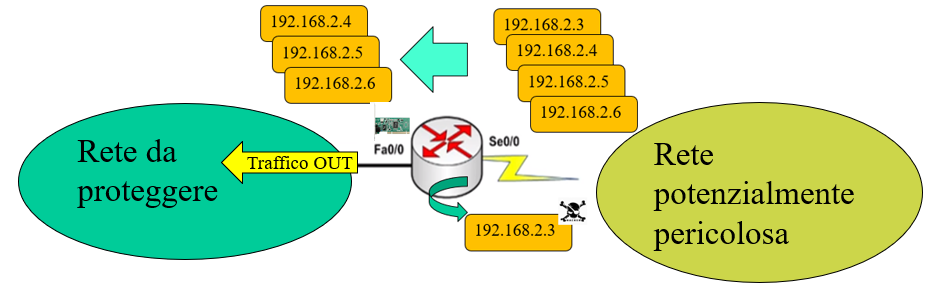 192.168.2.4
192.168.2.5
192.168.2.6
192.168.2.3
192.168.2.4
192.168.2.5
192.168.2.6
Rete da
proteggere
Traffico OUT
Fa0/0
Se0/0
192.168.2.3
Rete
potenzialmente
pericolosa